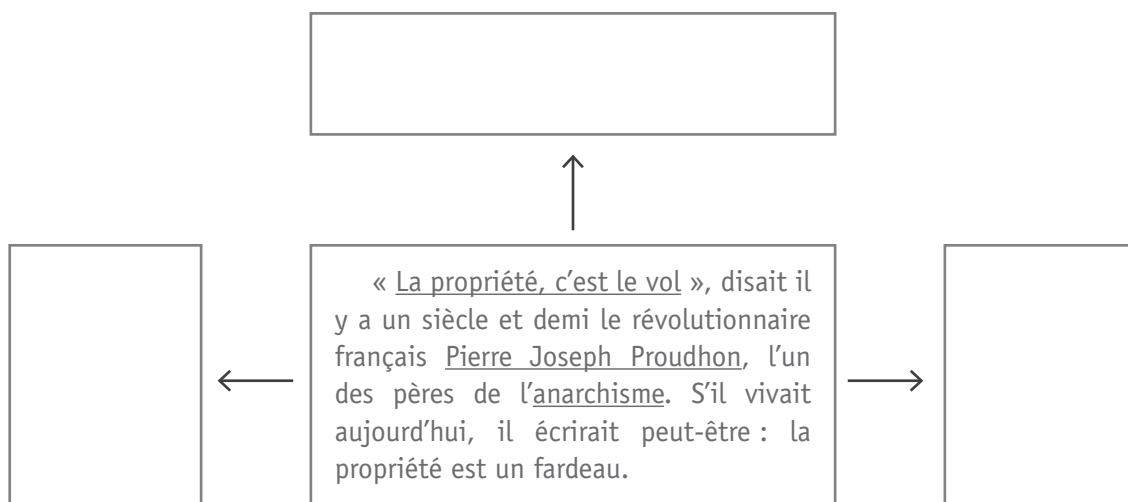 « La propriété, c’est le vol », disait il
y a un siècle et demi le révolutionnaire
français Pierre Joseph Proudhon, l’un
des pères de l’anarchisme. S’il vivait
aujourd’hui, il écrirait peut-être : la
propriété est un fardeau.